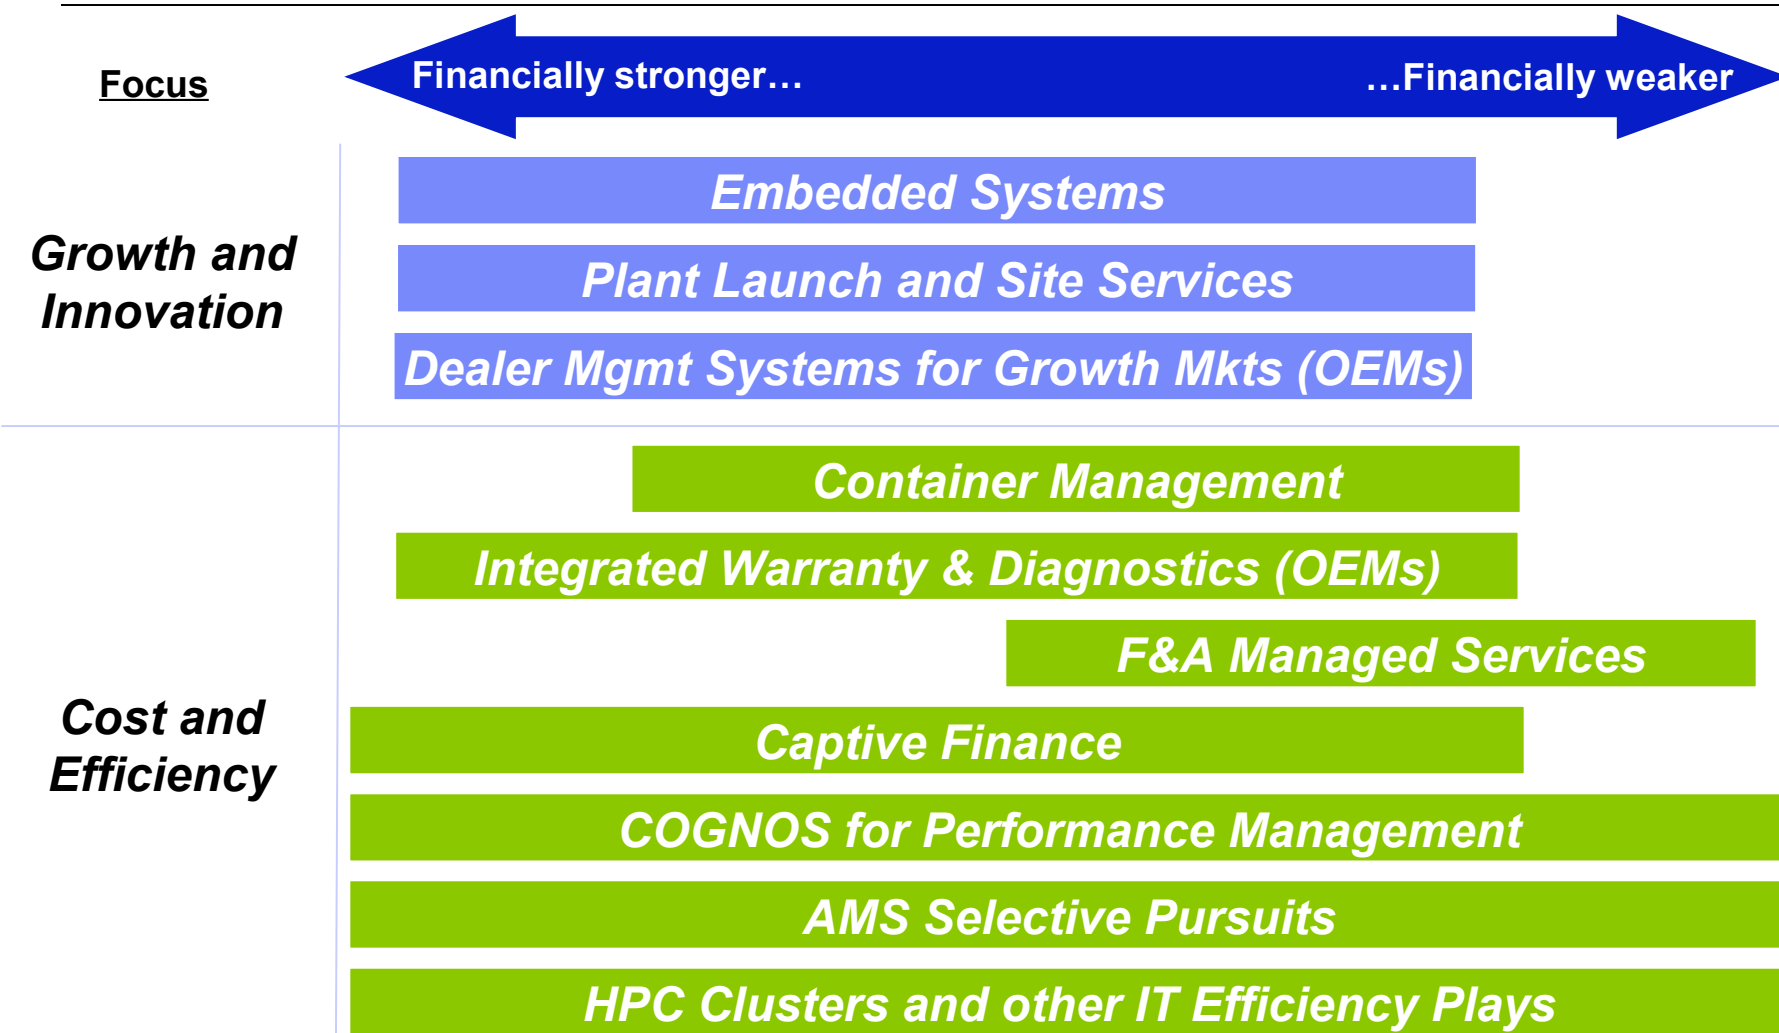 Focus
Financially stronger…
…Financially weaker
Growth and
Innovation
Embedded Systems
Plant Launch and Site Services
Dealer Mgmt Systems for Growth Mkts (OEMs)
Cost and
Efficiency
Container Management
Integrated Warranty & Diagnostics (OEMs)
F&A Managed Services
Captive Finance
COGNOS for Performance Management
AMS Selective Pursuits
HPC Clusters and other IT Efficiency Plays